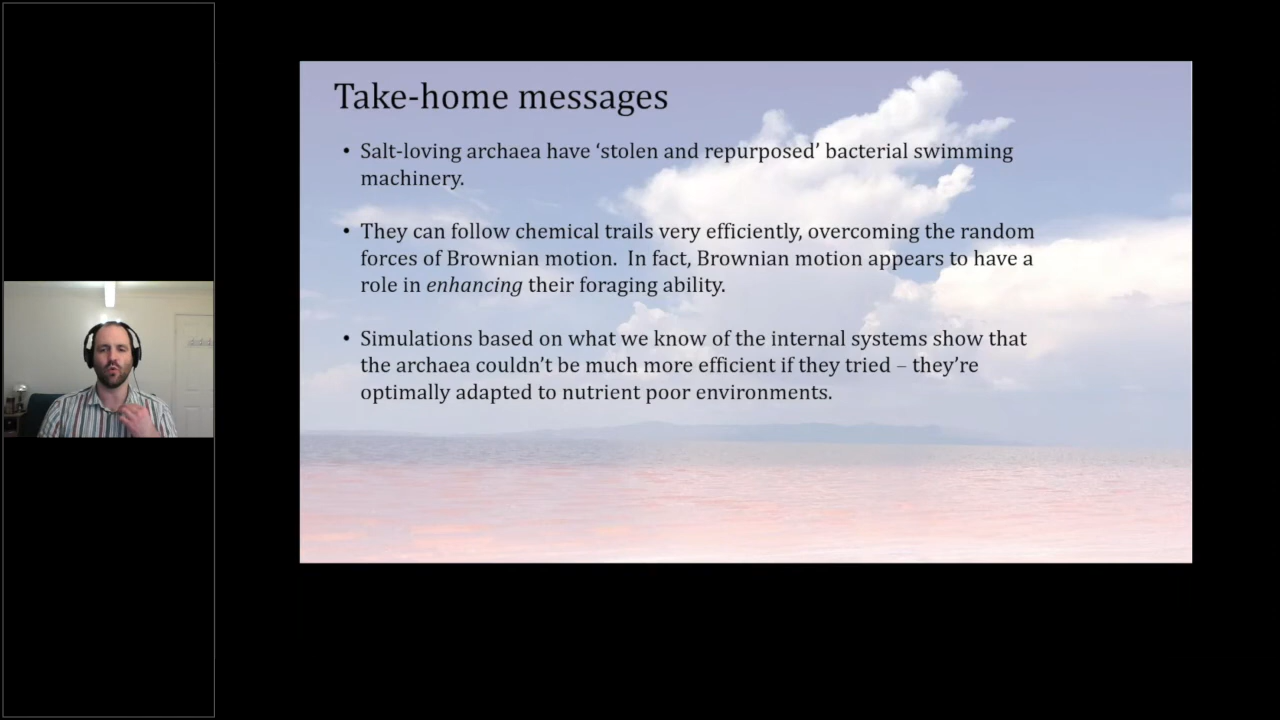 Take-home messages
• Salt-loving archaea have ‘stolen and repurposed’ bacterial swimming
machinery.
• They can follow chemical trails very efficiently, overcoming the random
forces of Brownian motion.  In fact, Brownian motion appears to have a
role in enhancing their foraging ability.
• Simulations based on what we know of the internal systems show that
the archaea couldn’t be much more efficient if they tried – they’re
optimally adapted to nutrient poor environments.